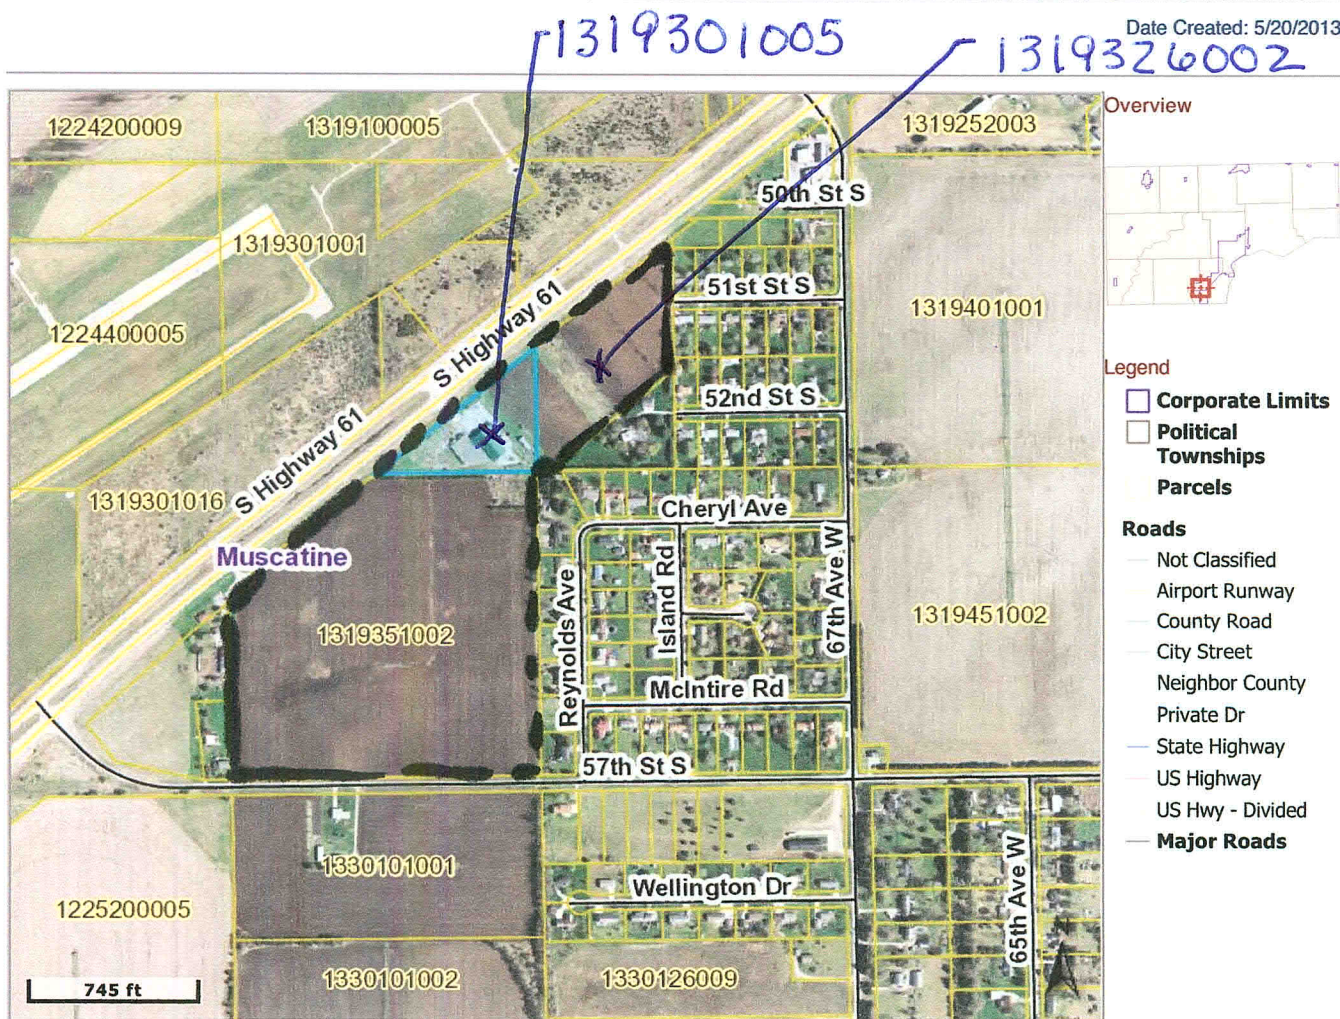 Date Created: 5/20/2013
1319301005
1319326002
Overview
1224200009
1319100005
1319252003
50th St S
1319301001
51st St S
1319401001
1224400005
S Highway 61
52nd St S
S Highway 61
1319301016
Cheryl Ave
Muscatine
67th Ave W
Reynolds Ave
Island Rd
1319351002
1319451002
McIntire Rd
57th St S
1330101001
Wellington Dr
65th Ave W
1225200005
1330101002
1330126009
745 ft
Legend
Corporate Limits
Political
Townships
Parcels
Roads
Not Classified
Airport Runway
County Road
City Street
Neighbor County
Private Dr
State Highway
US Highway
US Hwy - Divided
Major Roads